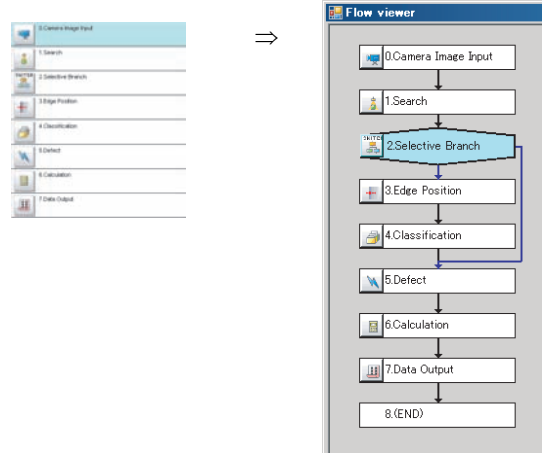 0.Camera Image Input
1.Search
2.Selective Branch
3.Edge Position
4.Classification
5.Defect
6.Calculation
7.Data Output
⇒
Flow viewer
0.Camera Image Input
1.Search
2.Selective Branch
3.Edge Position
4.Classification
5.Defect
6.Calculation
7.Data Output
8.(END)